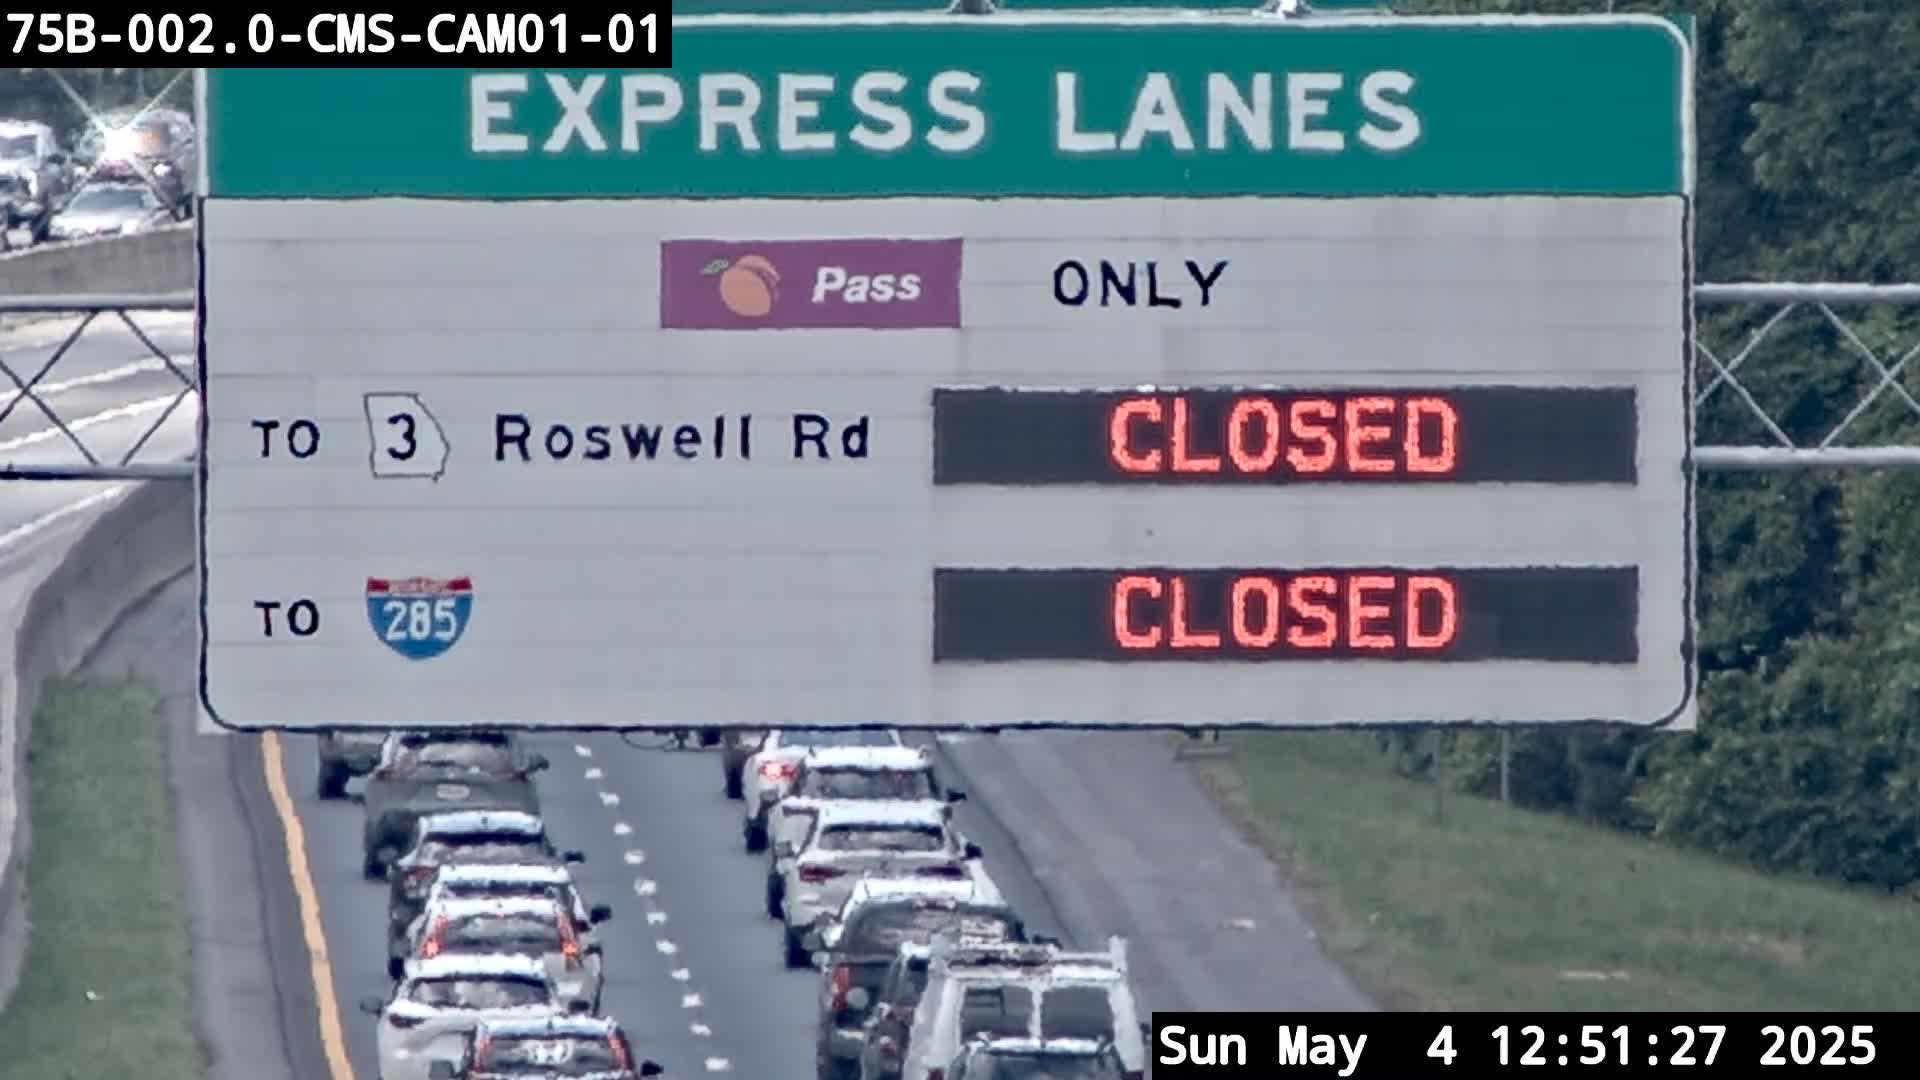 75B-002.0-CMS-CAM01-01
EXPRESS LANES
Pass ONLY
TO 3 Roswell Rd CLOSED
TO 285 CLOSED
Sun May 4 12:51:27 2025